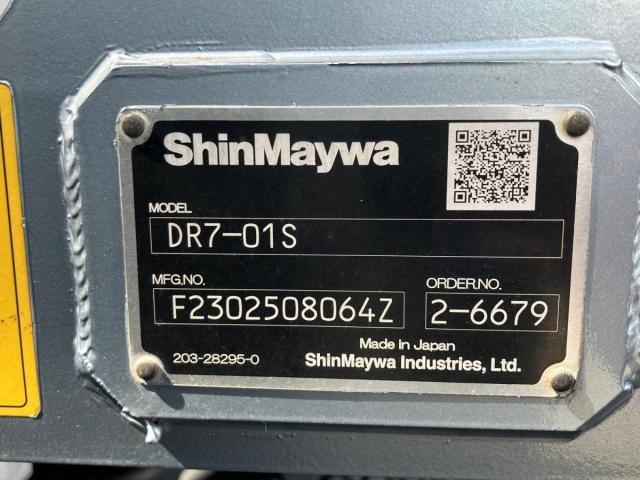 ShinMaywa
MODEL
DR7-01S
MFG.NO. ORDER.NO.
F2302508064Z 2-6679
Made in Japan
203-28295-0 ShinMaywa Industries, Ltd.